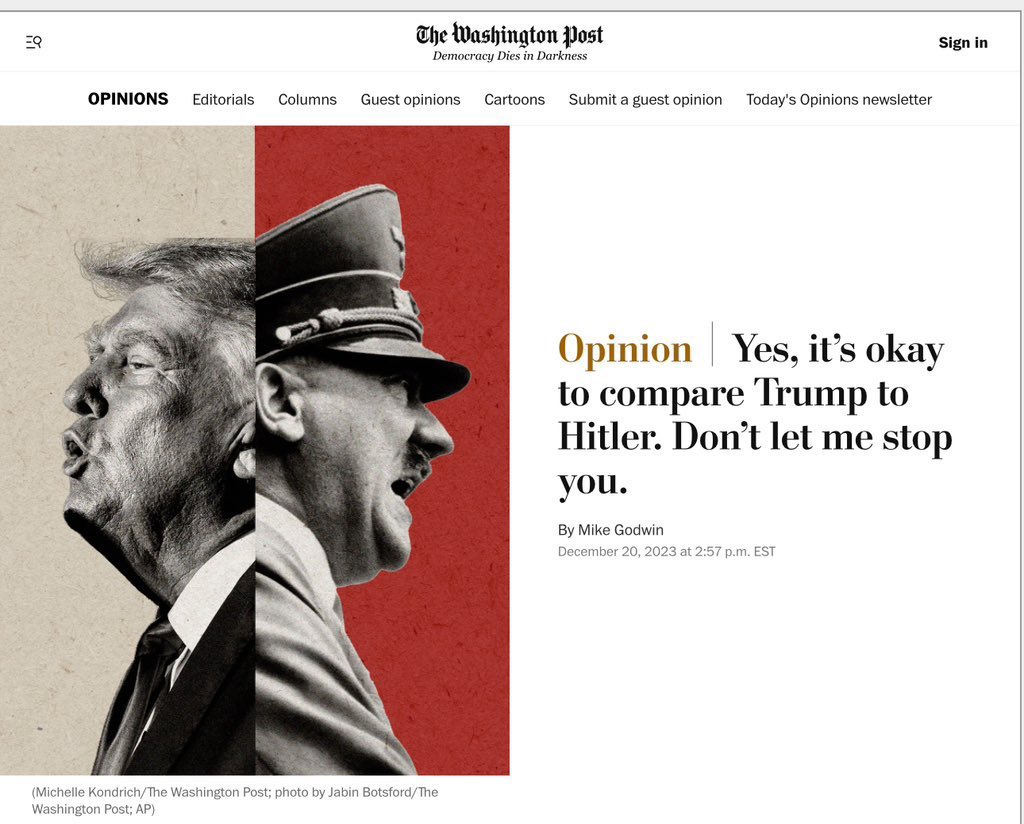 The Washington Post
Democracy Dies in Darkness
Sign in
OPINIONS Editorials Columns Guest opinions Cartoons Submit a guest opinion Today's Opinions newsletter
Opinion | Yes, it’s okay
to compare Trump to
Hitler. Don’t let me stop
you.
By Mike Godwin
December 20, 2023 at 2:57 p.m. EST
(Michelle Kondrich/The Washington Post; photo by Jabin Botsford/The
Washington Post; AP)